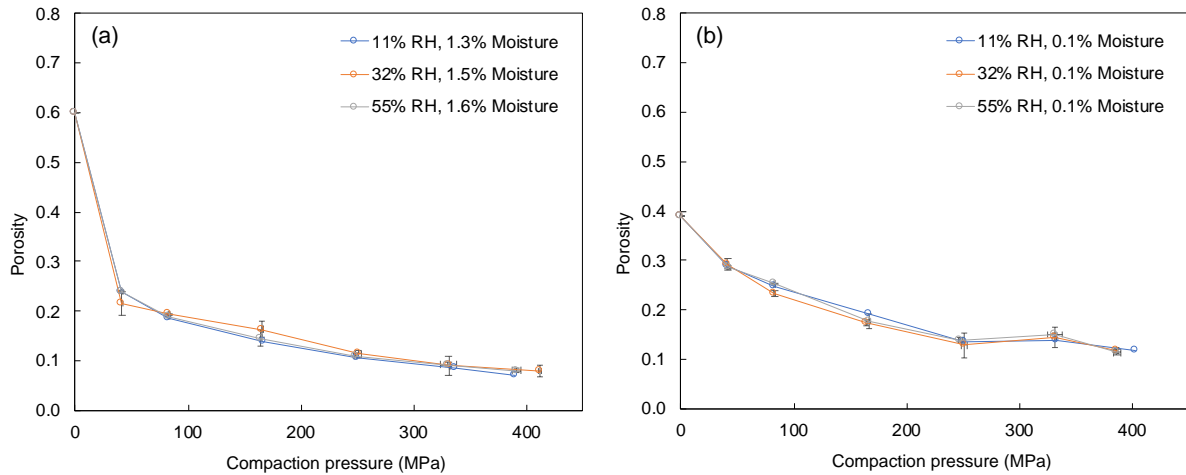 (a)
11% RH, 1.3% Moisture
32% RH, 1.5% Moisture
55% RH, 1.6% Moisture
0.8
0.7
0.6
0.5
0.4
0.3
0.2
0.1
0.0
Porosity
0 100 200 300 400
Compaction pressure (MPa)
(b)
11% RH, 0.1% Moisture
32% RH, 0.1% Moisture
55% RH, 0.1% Moisture
0.8
0.7
0.6
0.5
0.4
0.3
0.2
0.1
0.0
Porosity
0 100 200 300 400
Compaction pressure (MPa)